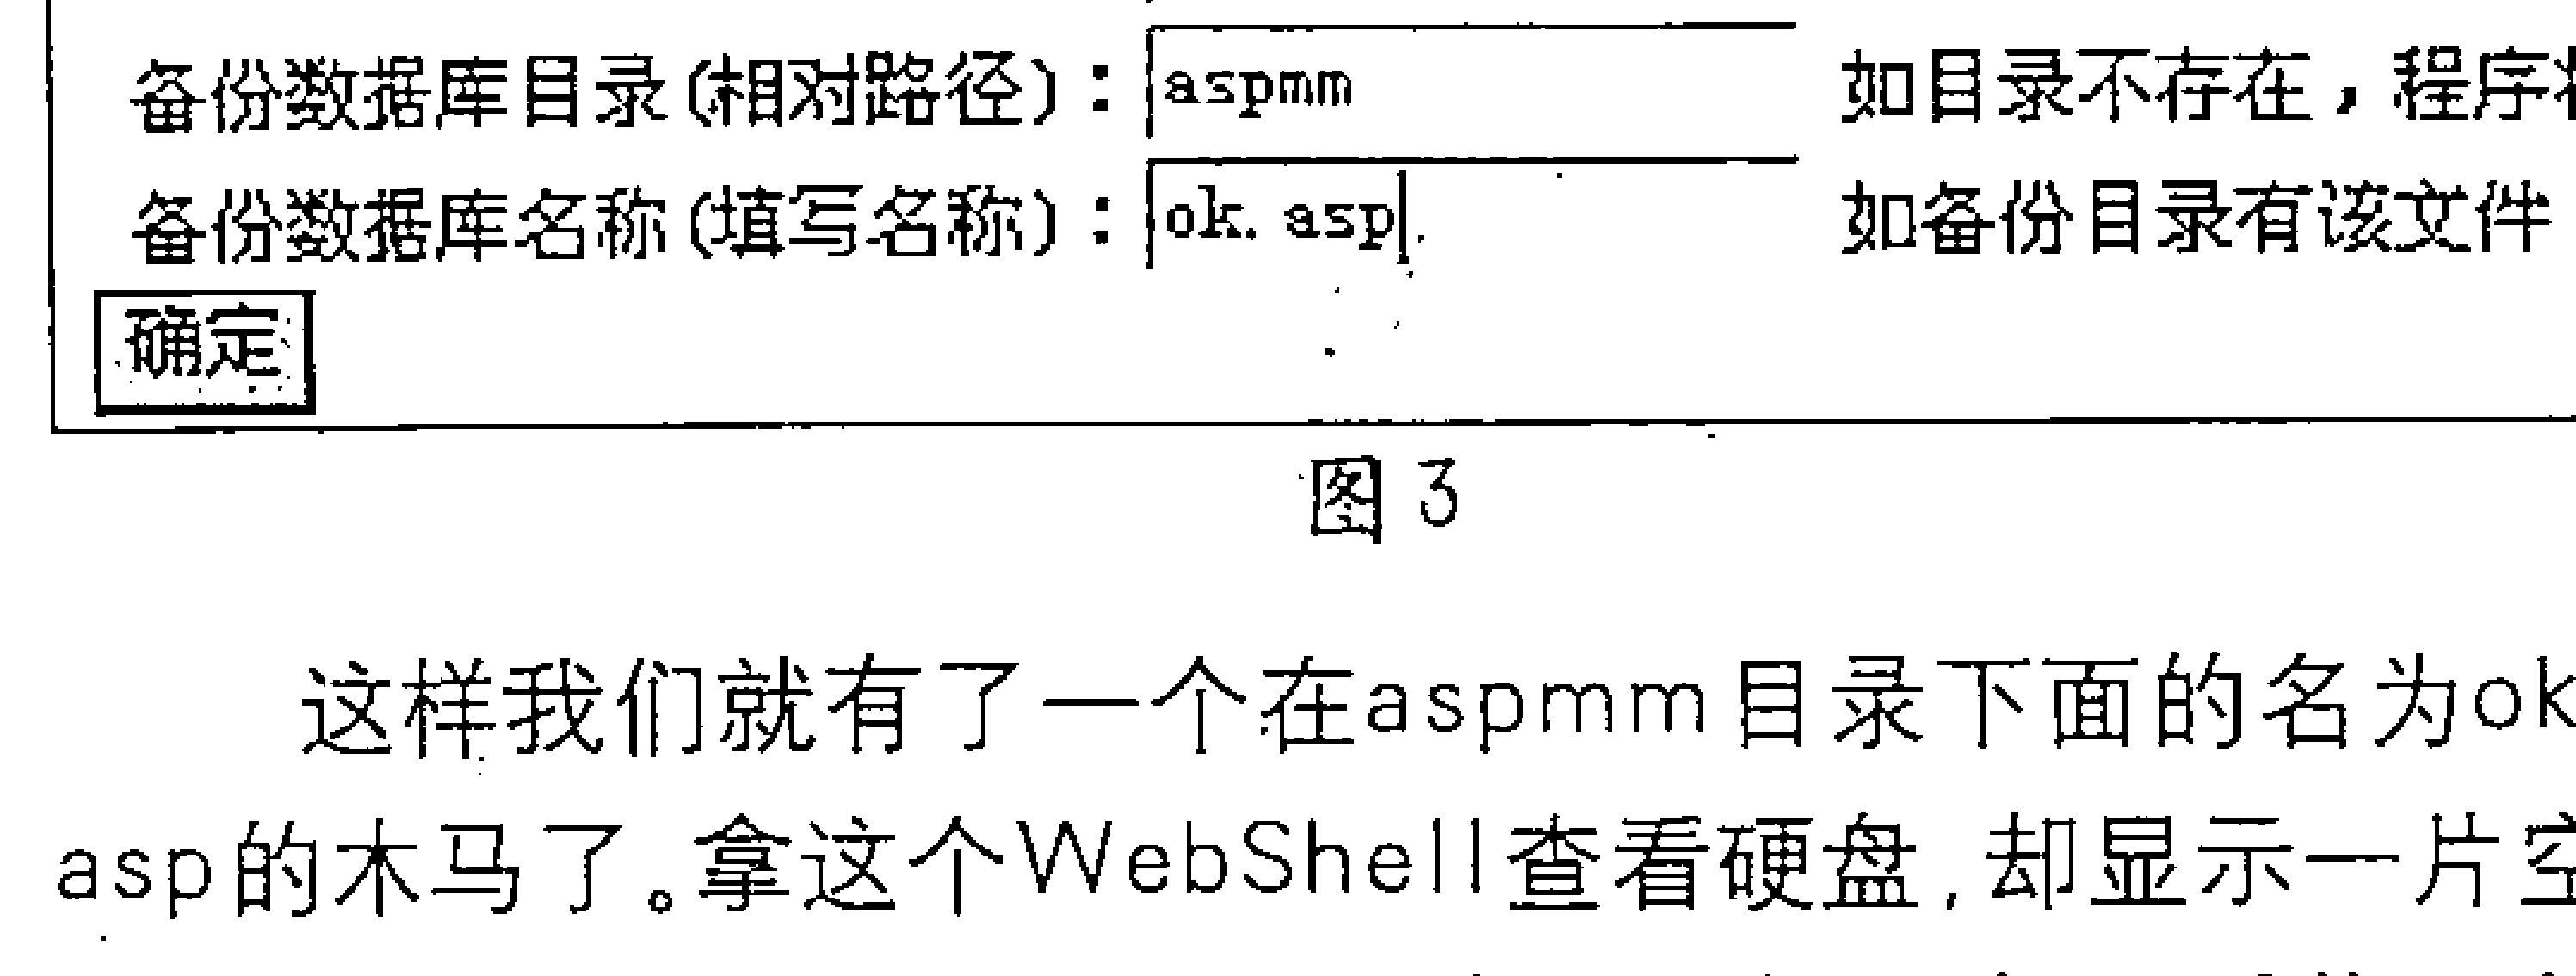 备份数据库目录(相对路径)：aspmm 如目录不存在，程序
备份数据库名称(填写名称)：ok.asp 如备份目录有该文件
确定
图 3
这样我们就有了一个在aspmm目录下面的名为ok
asp的木马了。拿这个WebShell查看硬盘,却显示一片